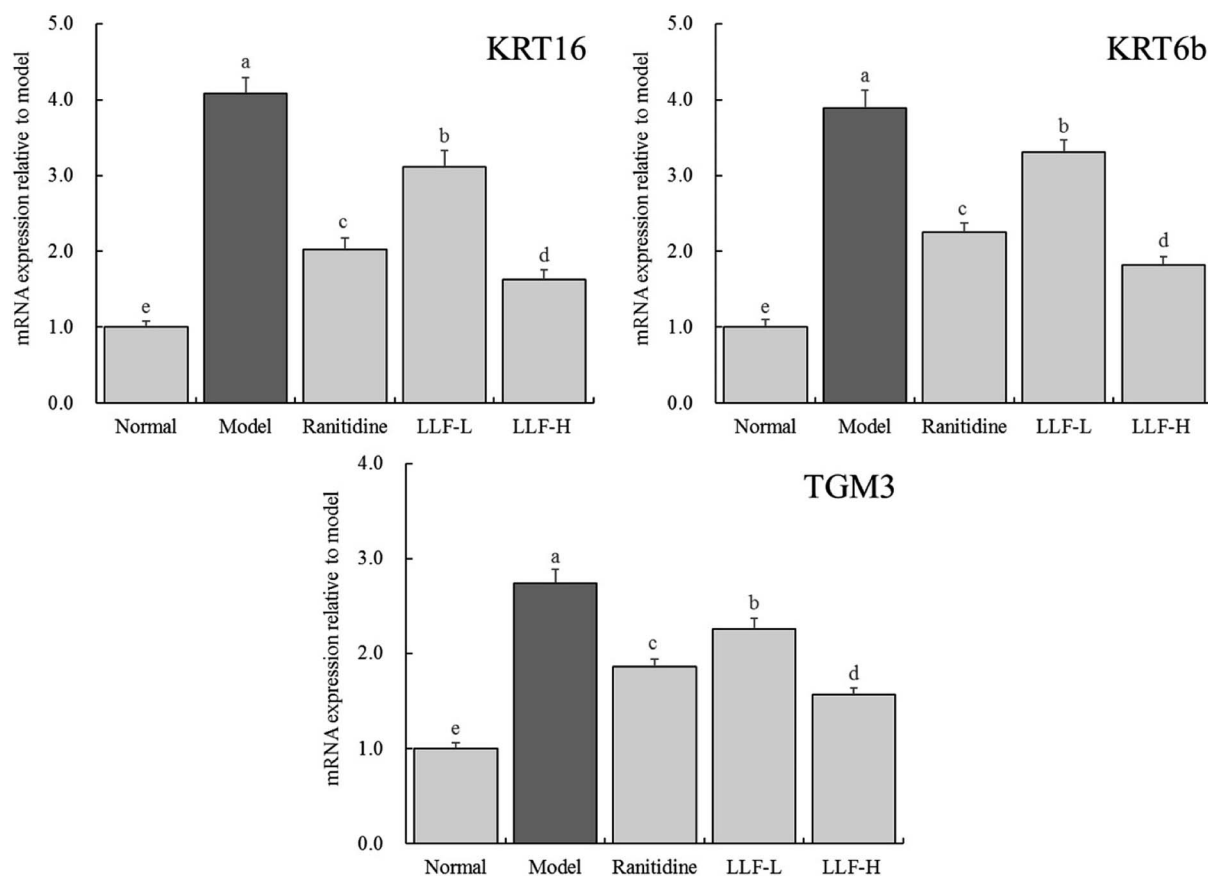 KRT16
mRNA expression relative to model
5.0
4.0
3.0
2.0
1.0
0.0
e
a
c
b
d
Normal Model Ranitidine LLF-L LLF-H
KRT6b
mRNA expression relative to model
5.0
4.0
3.0
2.0
1.0
0.0
e
a
c
b
d
Normal Model Ranitidine LLF-L LLF-H
TGM3
mRNA expression relative to model
4.0
3.0
2.0
1.0
0.0
e
a
c
b
d
Normal Model Ranitidine LLF-L LLF-H